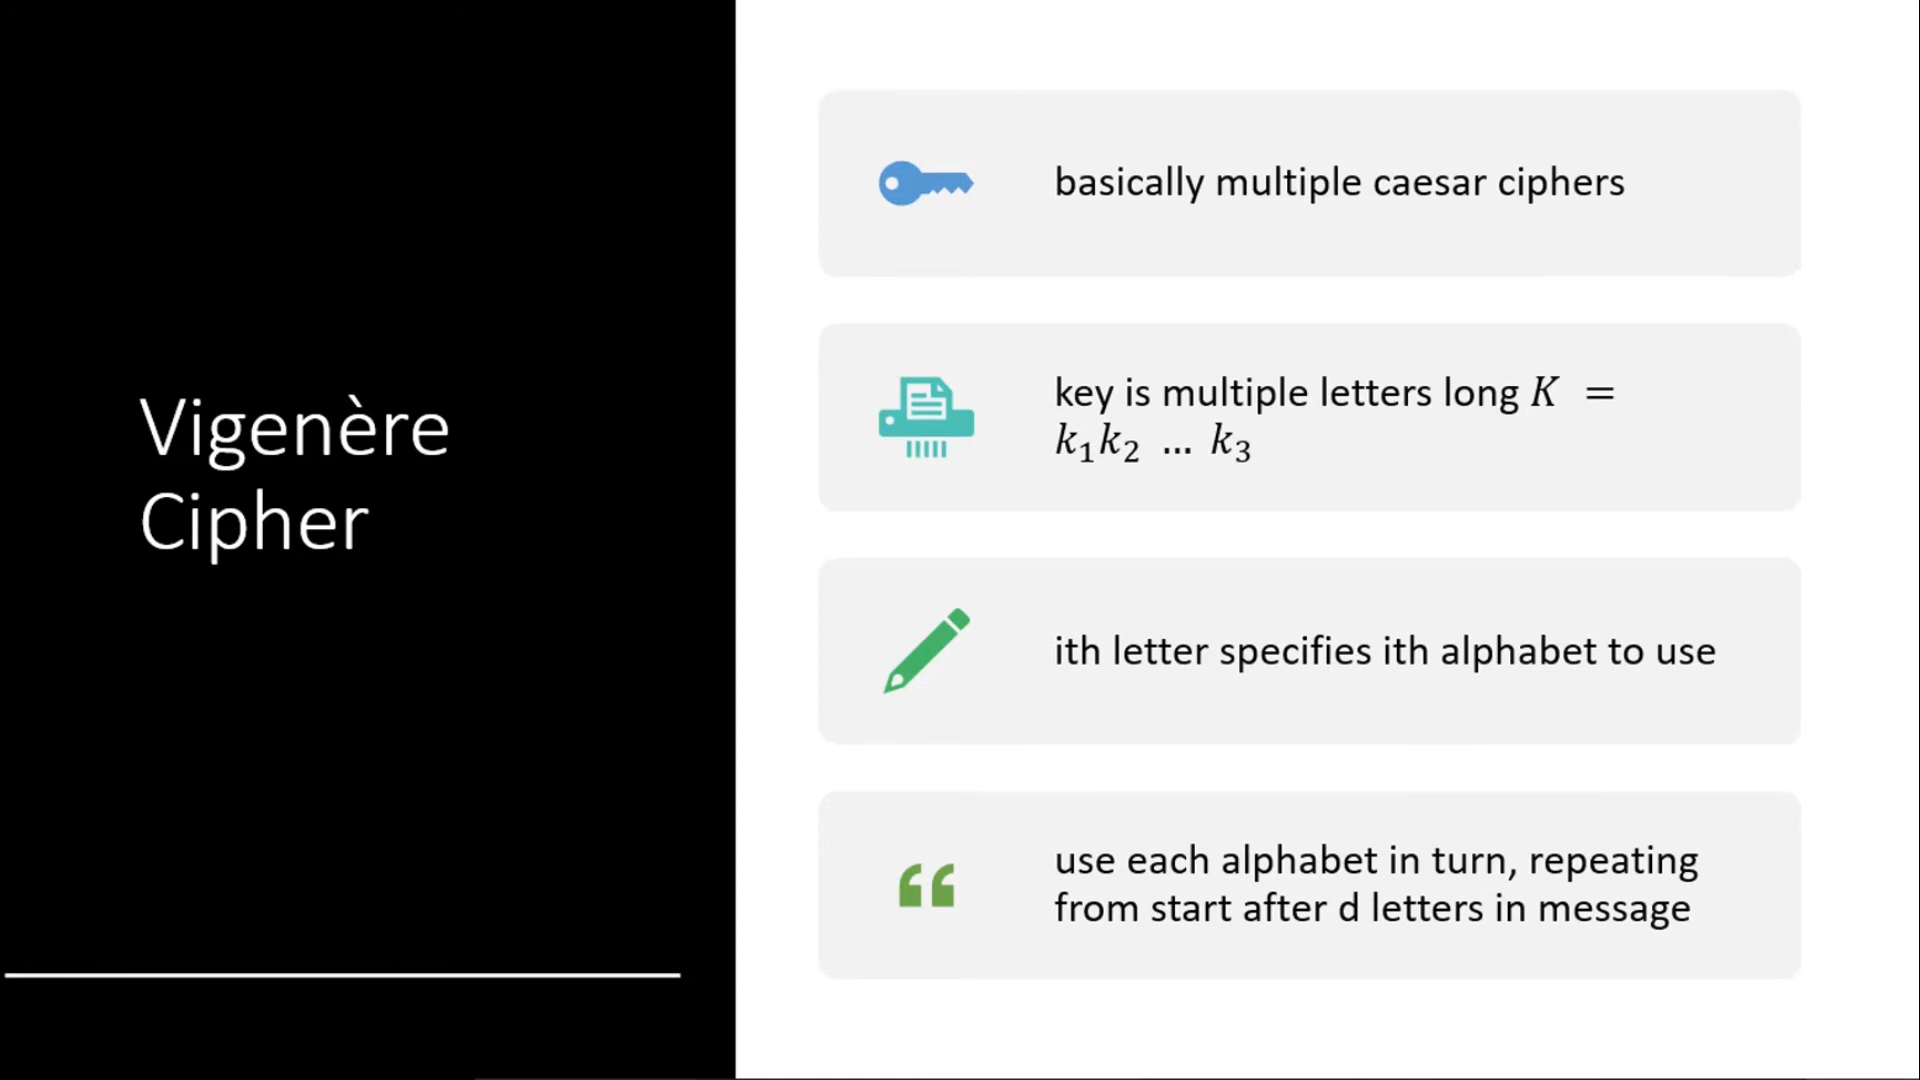 Vigenère
Cipher
basically multiple caesar ciphers
key is multiple letters long K =
k₁k₂ ... k₃
ith letter specifies ith alphabet to use
use each alphabet in turn, repeating
from start after d letters in message